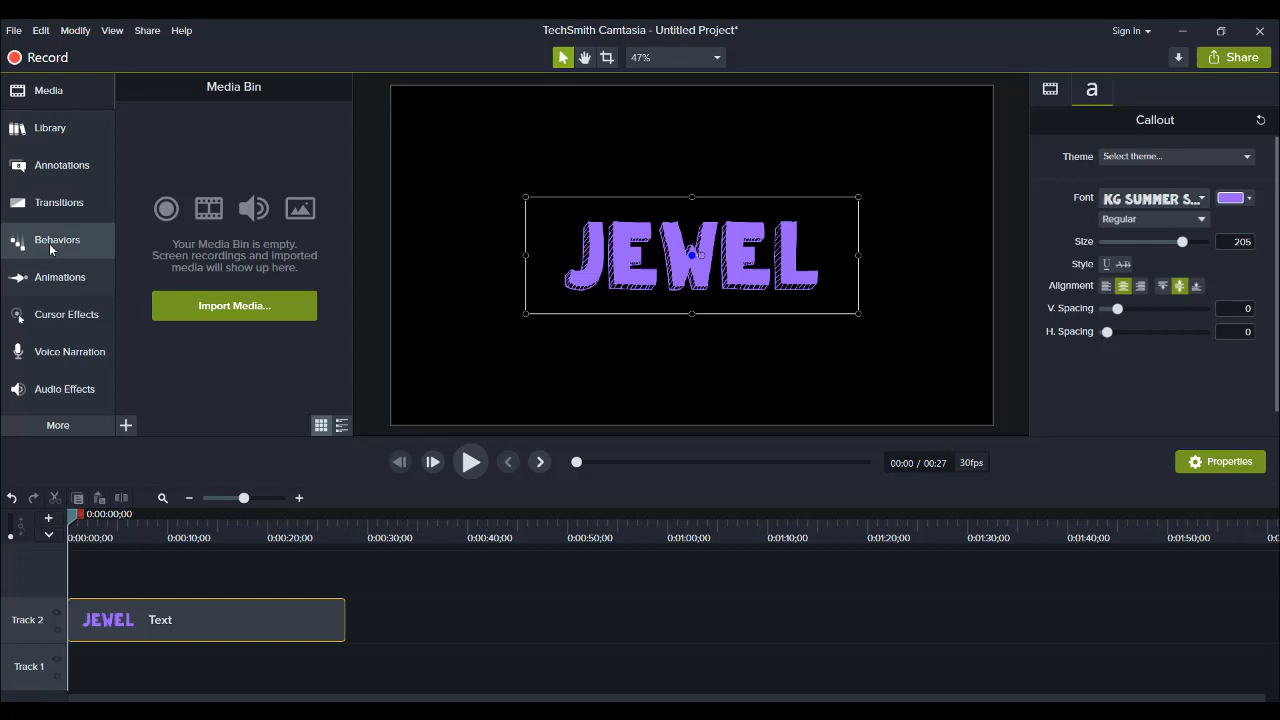 File Edit Modify View Share Help
TechSmith Camtasia - Untitled Project*
Sign In
Record
47%
Share
Media
Library
Annotations
Transitions
Behaviors
Animations
Cursor Effects
Voice Narration
Audio Effects
More
Media Bin
Your Media Bin is empty.
Screen recordings and imported
media will show up here.
Import Media...
JEWEL
a
Callout
Theme Select theme...
Font KG SUMMER S...
Regular
Size 205
Style U AB
Alignment
V. Spacing 0
H. Spacing 0
00:00 / 00:27 30fps
Properties
0:00:00;00
0:00:00;00 0:00:10;00 0:00:20;00 0:00:30;00 0:00:40;00 0:00:50;00 0:01:00;00 0:01:10;00 0:01:20;00 0:01:30;00 0:01:40;00 0:01:50;00
Track 2 JEWEL Text
Track 1